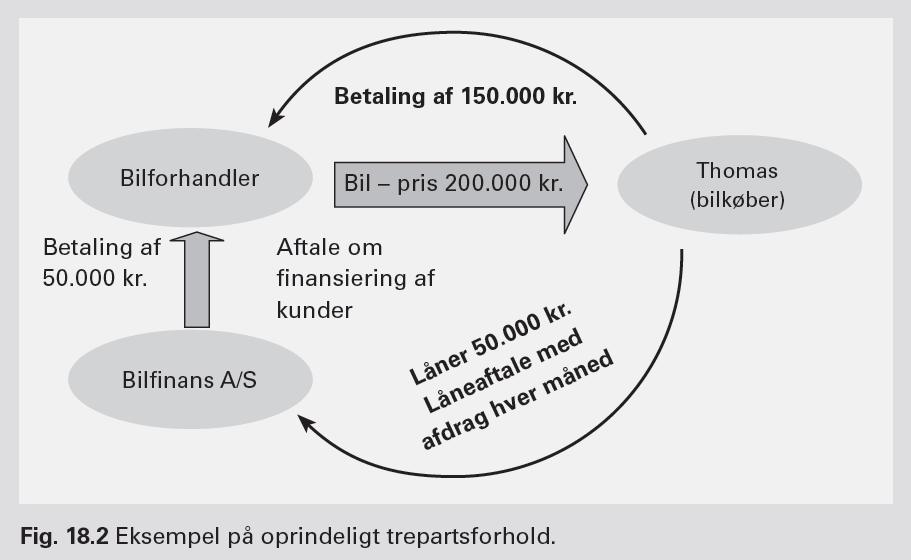 Betaling af 150.000 kr.
Bilforhandler
Bil – pris 200.000 kr.
Thomas
(bilkøber)
Betaling af
50.000 kr.
Aftale om
finansiering af
kunder
Låner 50.000 kr.
Låneaftale med
afdrag hver måned
Bilfinans A/S
Fig. 18.2 Eksempel på oprindeligt trepartsforhold.